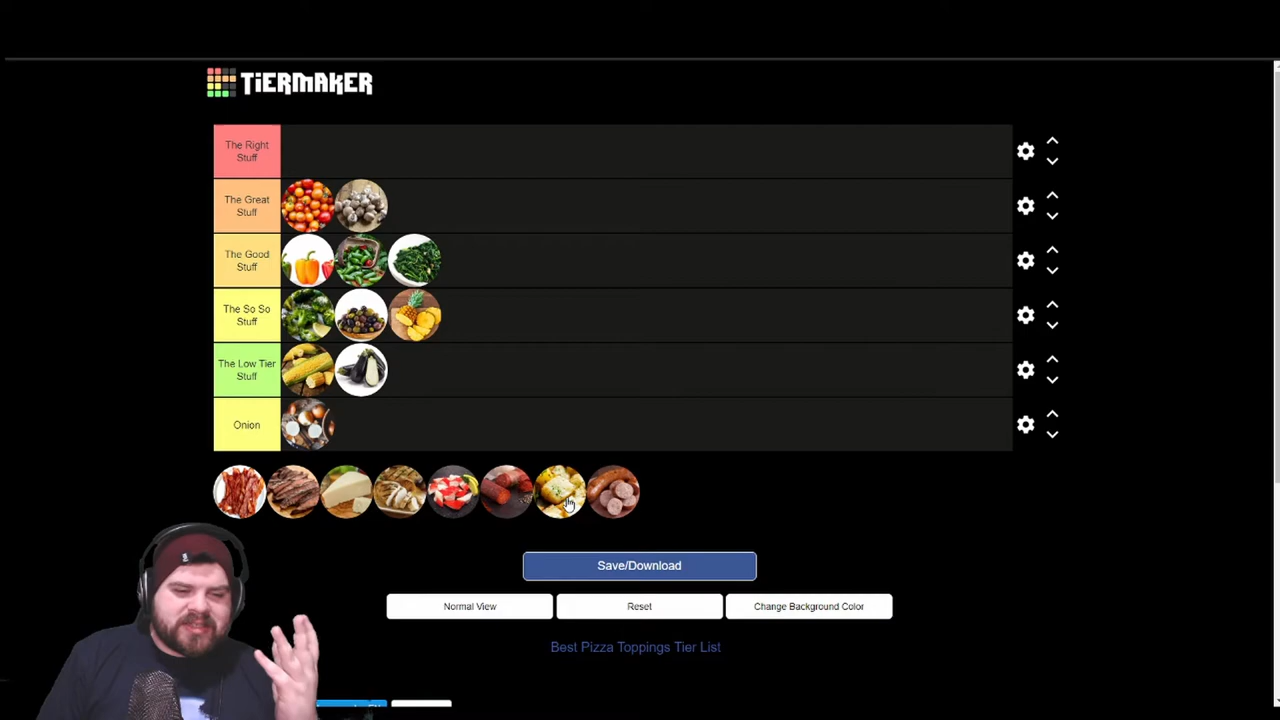 TiERMAKER
The Right
Stuff
The Great
Stuff
The Good
Stuff
The So So
Stuff
The Low Tier
Stuff
Onion
Save/Download
Normal View
Reset
Change Background Color
Best Pizza Toppings Tier List